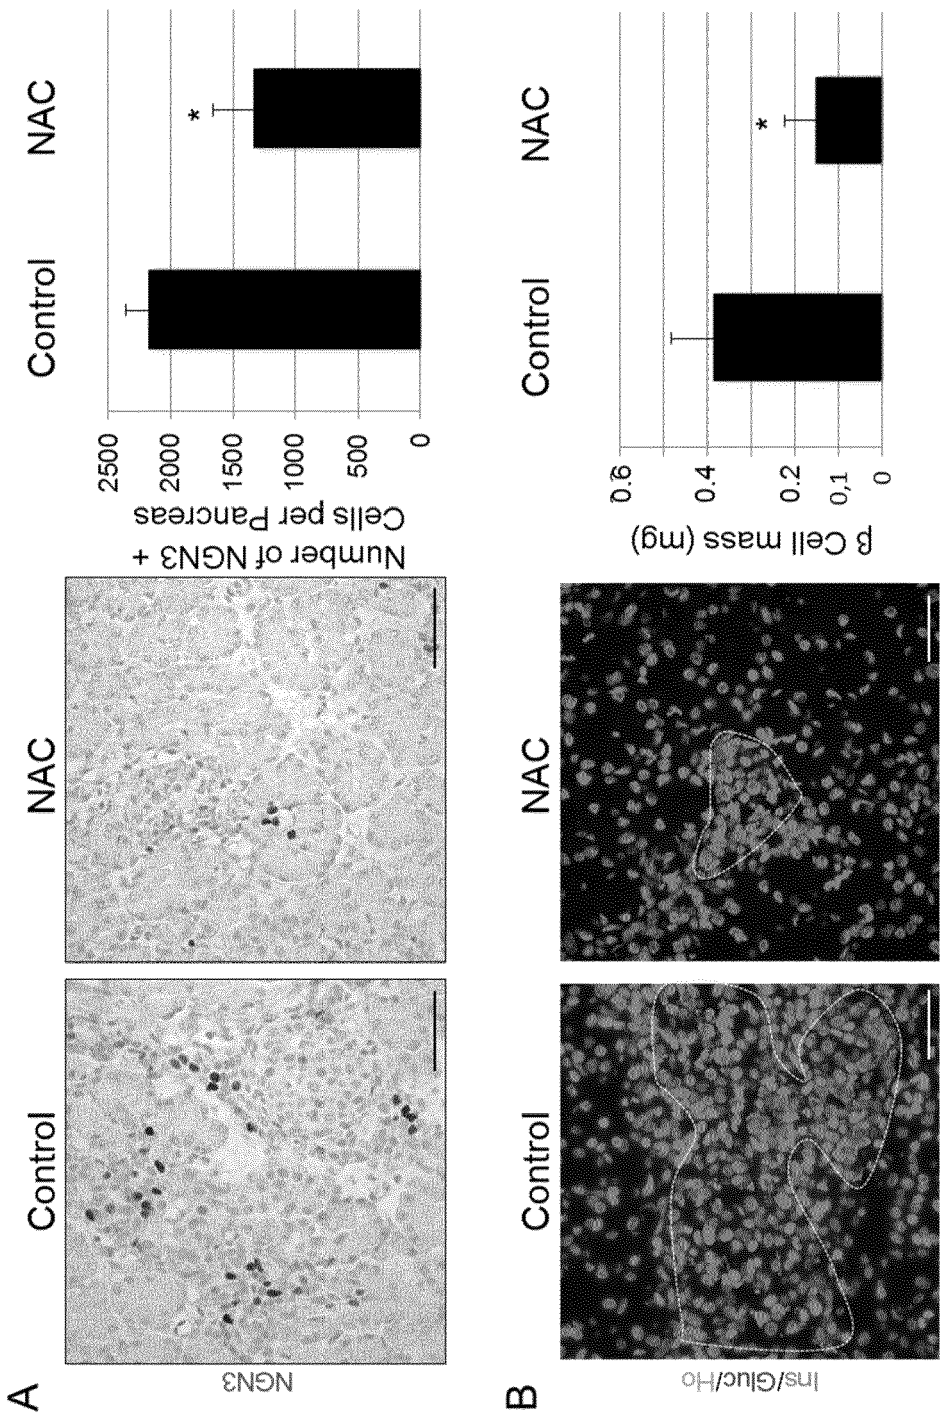 A
Control
NAC
NGN3
Number of NGN3 +
Cells per Pancreas
2500
2000
1500
1000
500
0
Control
NAC
*
B
Control
NAC
Ins/Gluc/Ho
β Cell mass (mg)
0.6
0.4
0.2
0,1
0
Control
NAC
*